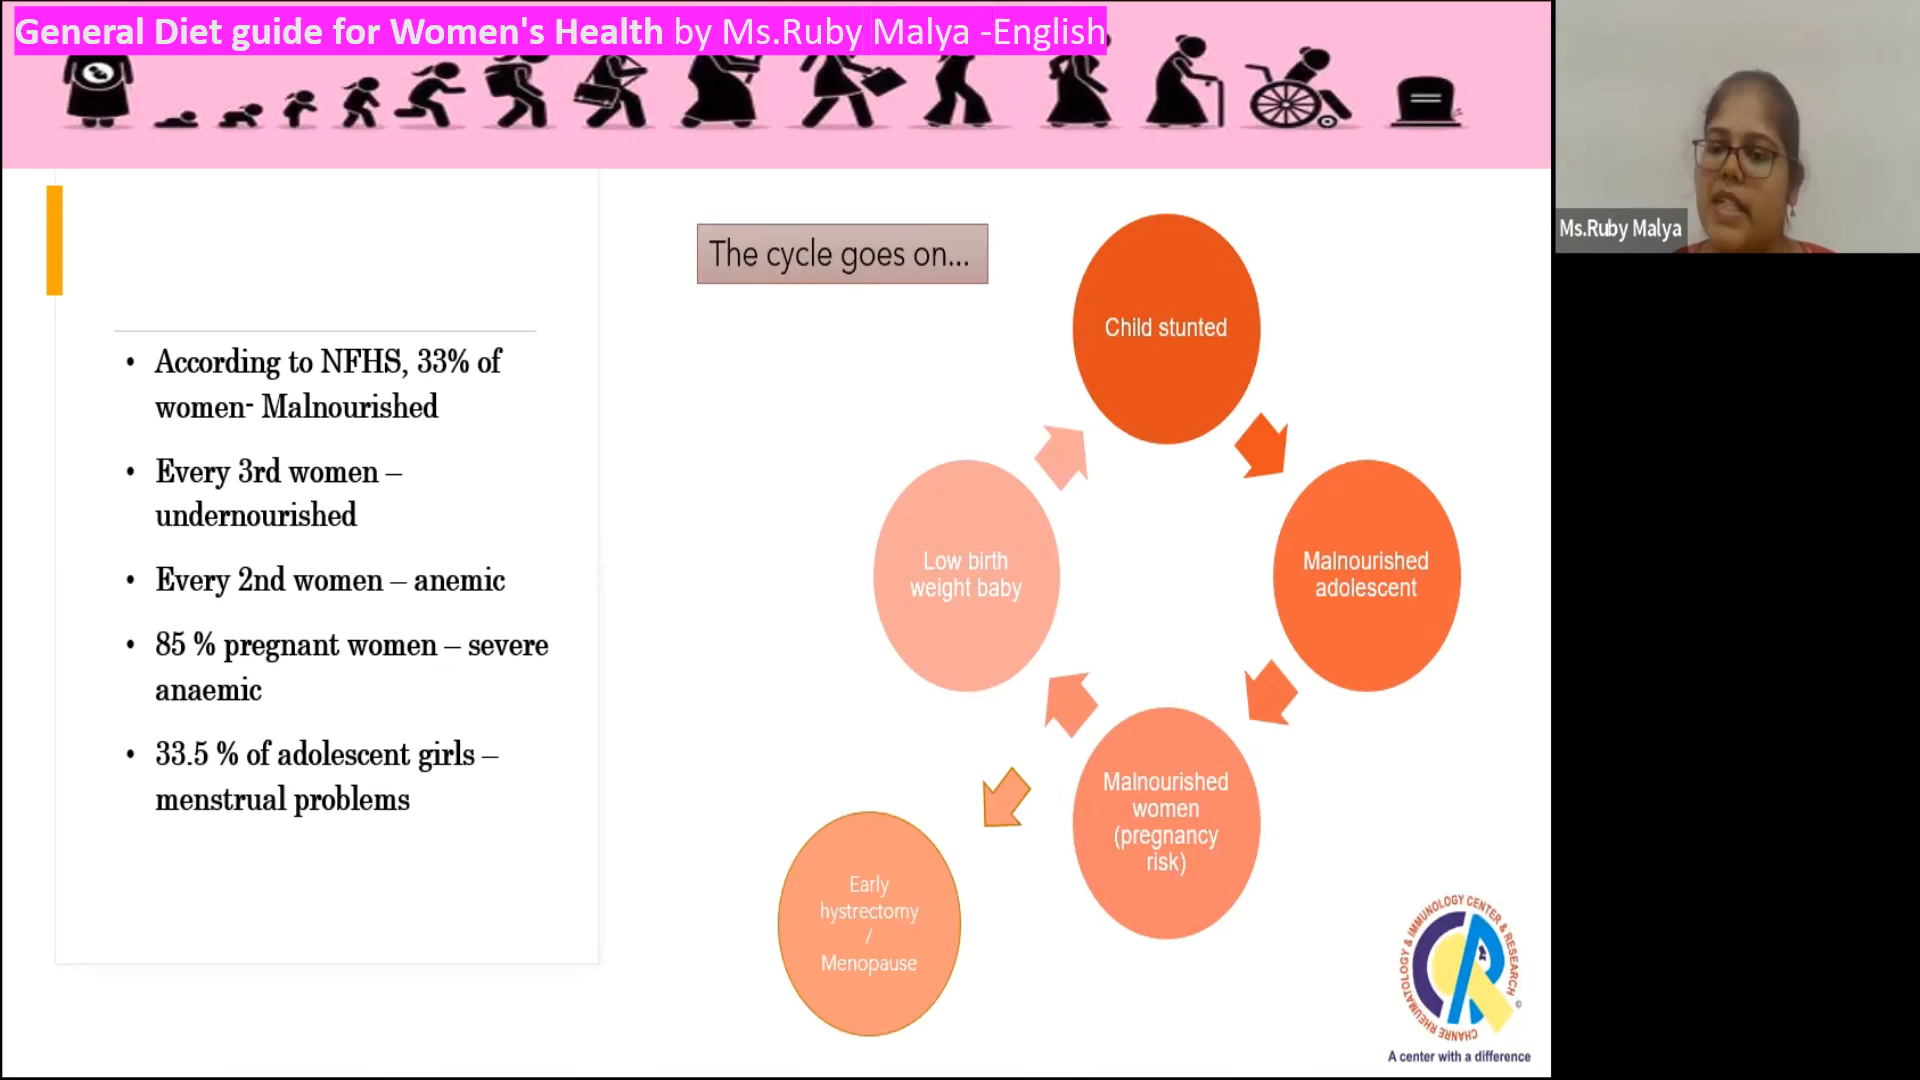 General Diet guide for Women's Health by Ms.Ruby Malya -English
Ms.Ruby Malya
The cycle goes on...
• According to NFHS, 33% of
women- Malnourished
• Every 3rd women –
undernourished
• Every 2nd women – anemic
• 85 % pregnant women – severe
anaemic
• 33.5 % of adolescent girls –
menstrual problems
Child stunted
Malnourished
adolescent
Malnourished
women
(pregnancy
risk)
Low birth
weight baby
Early
hystrectomy
/
Menopause
CHANRE RHEUMATOLOGY & IMMUNOLOGY CENTER & RESEARCH
©
A center with a difference